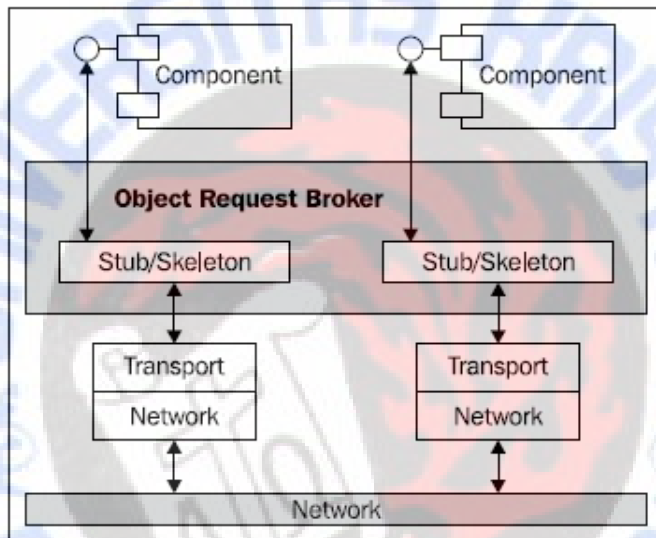 Component
Component
Object Request Broker
Stub/Skeleton
Stub/Skeleton
Transport
Transport
Network
Network
Network